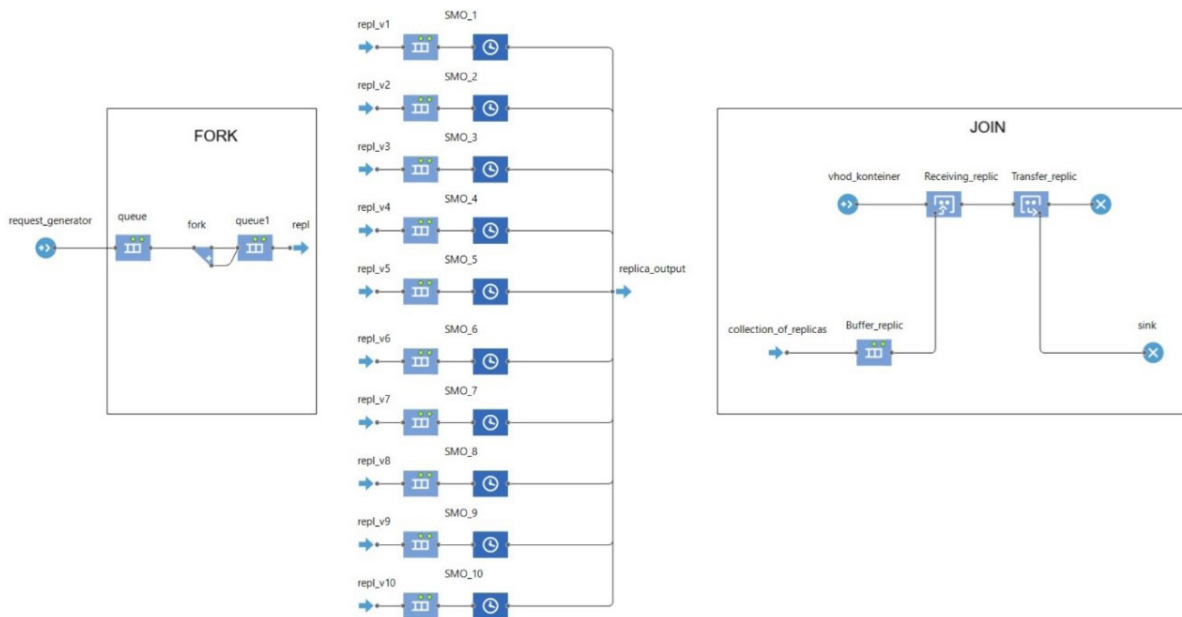 FORK
request_generator
queue
fork
queue1
repl
repl_v1
SMO_1
repl_v2
SMO_2
repl_v3
SMO_3
repl_v4
SMO_4
repl_v5
SMO_5
repl_v6
SMO_6
repl_v7
SMO_7
repl_v8
SMO_8
repl_v9
SMO_9
repl_v10
SMO_10
replica_output
JOIN
vhod_konteiner
Receiving_replic
Transfer_replic
collection_of_replicas
Buffer_replic
sink